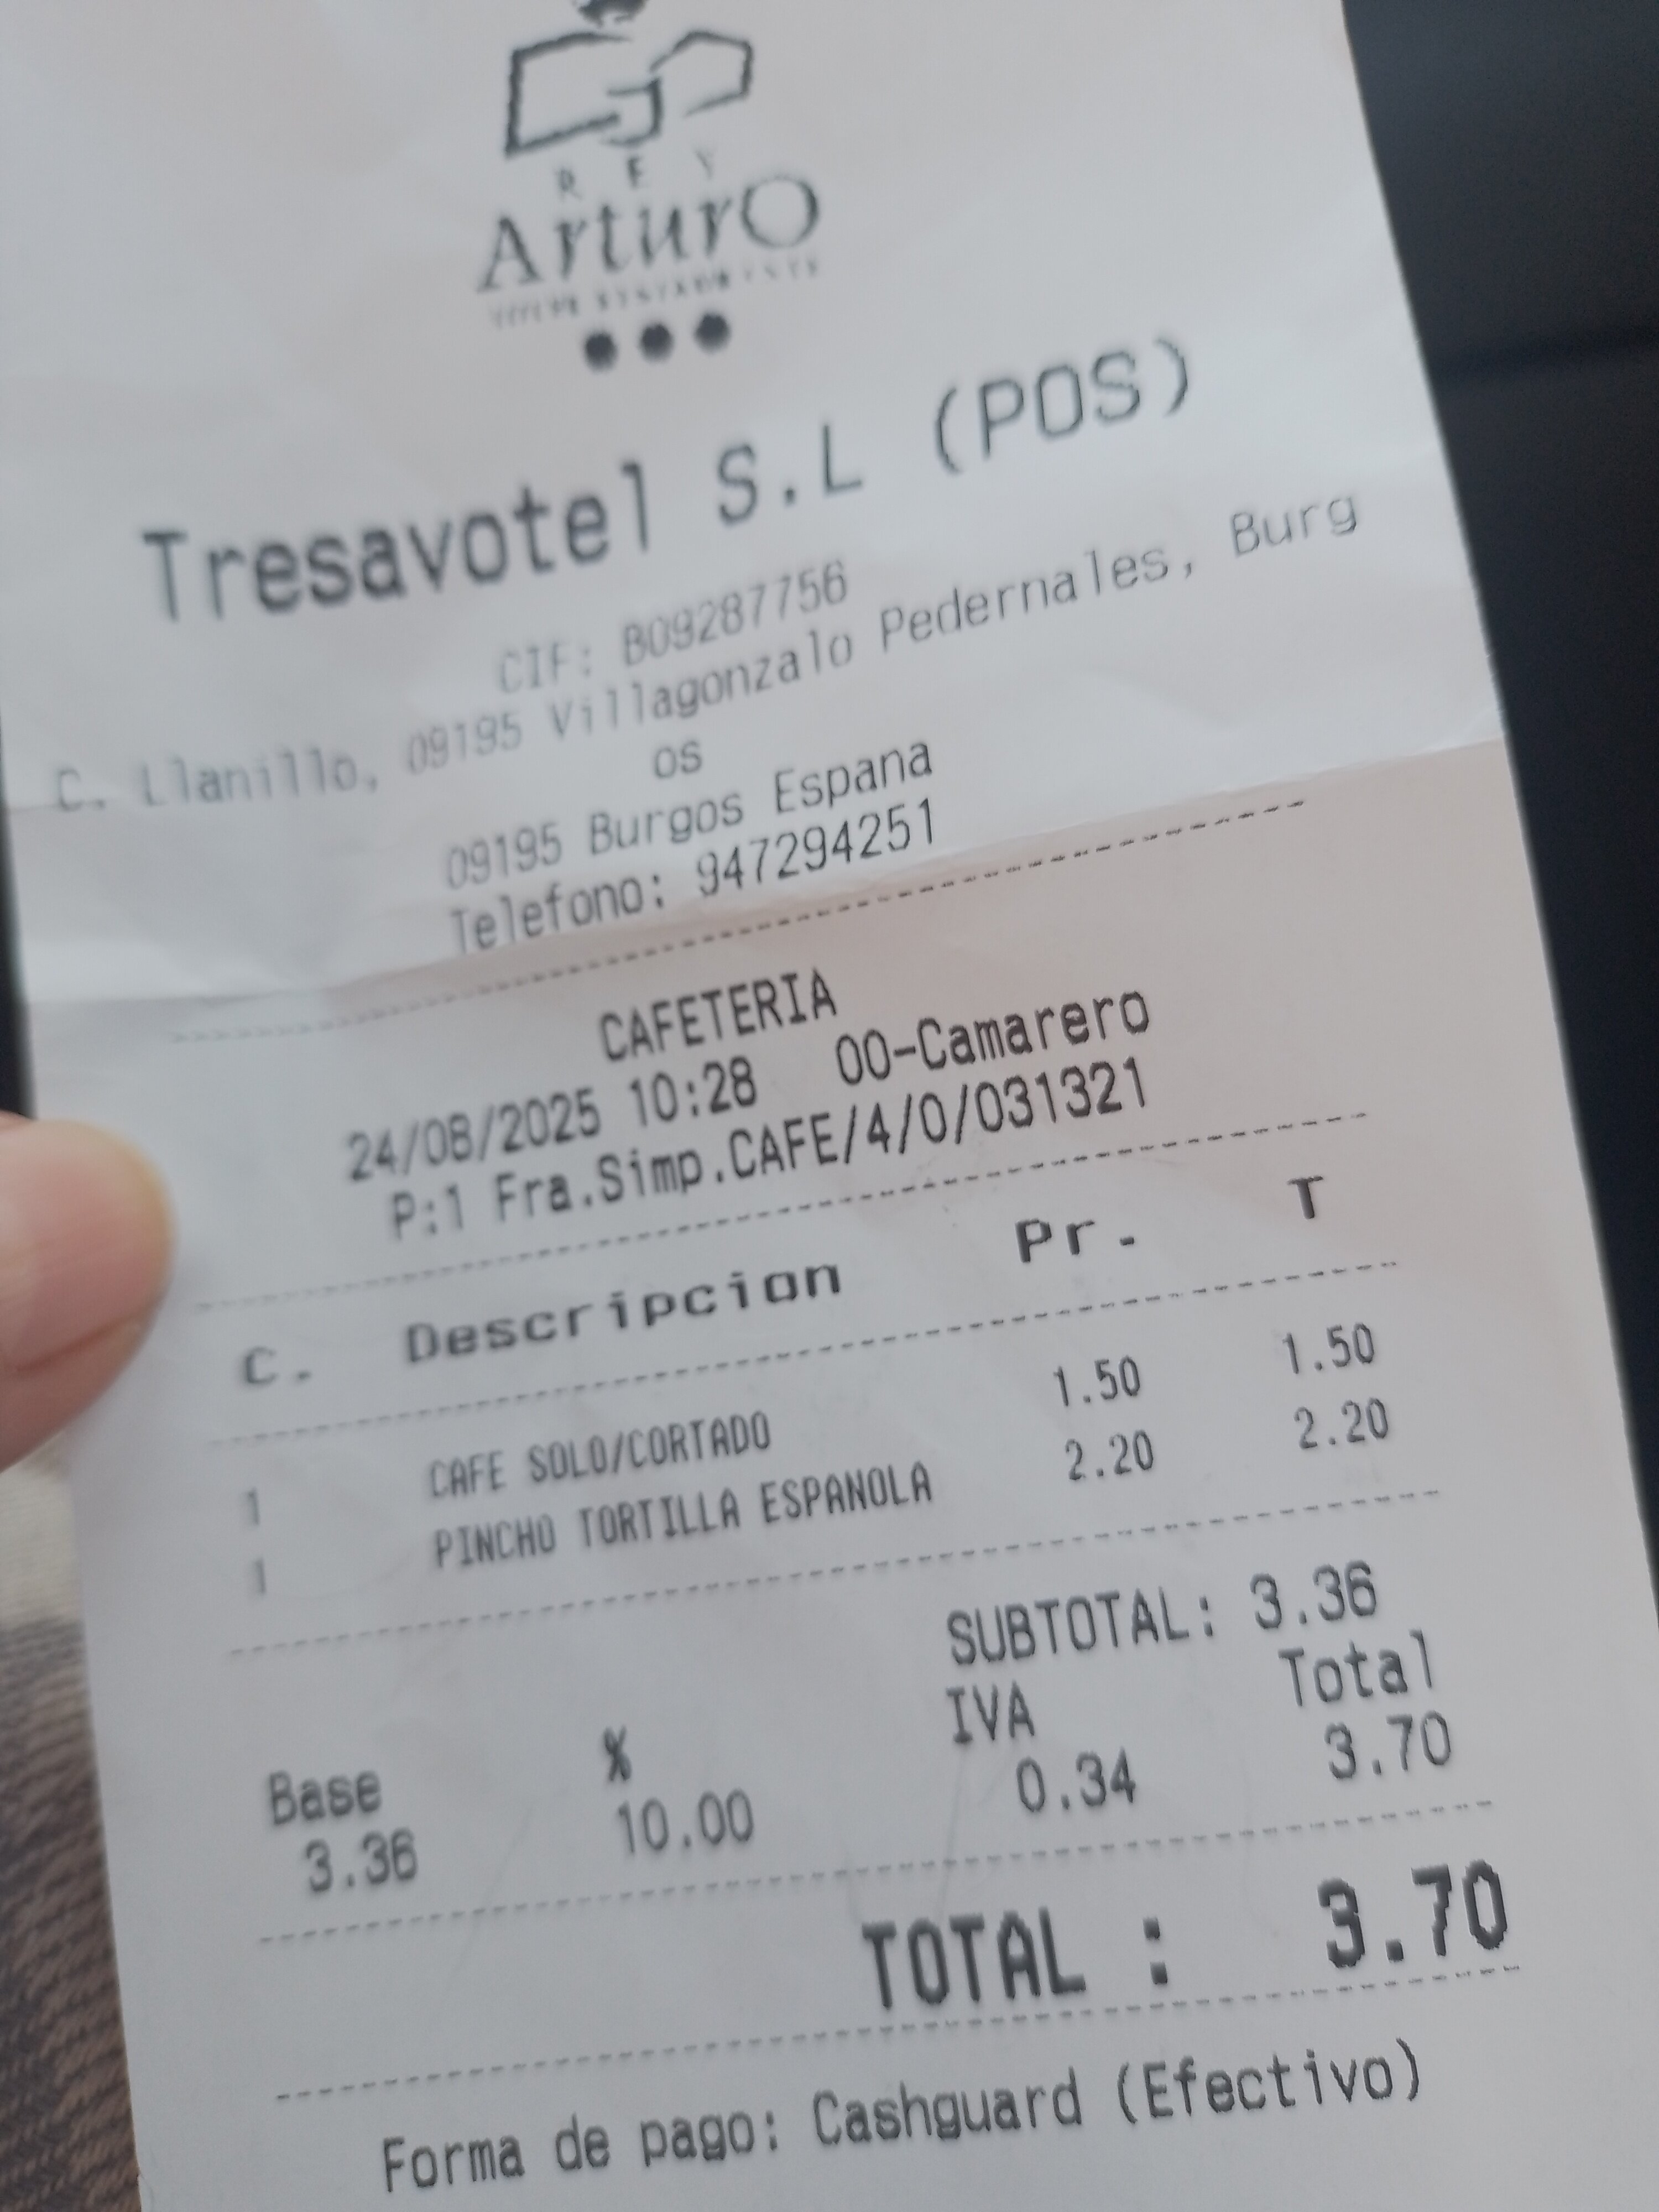 REY
ArturO
Tresavotel S.L (POS)
CIF: B09287756
C. Llanillo, 09195 Villagonzalo Pedernales, Burg
os
09195 Burgos Espana
Telefono: 947294251
CAFETERIA
24/08/2025 10:28 00-Camarero
P:1 Fra.Simp.CAFE/4/0/031321
C. Descripcion Pr. T
1 CAFE SOLO/CORTADO 1.50 1.50
1 PINCHO TORTILLA ESPANOLA 2.20 2.20
SUBTOTAL: 3.36
Base % IVA Total
3.36 10.00 0.34 3.70
TOTAL : 3.70
Forma de pago: Cashguard (Efectivo)